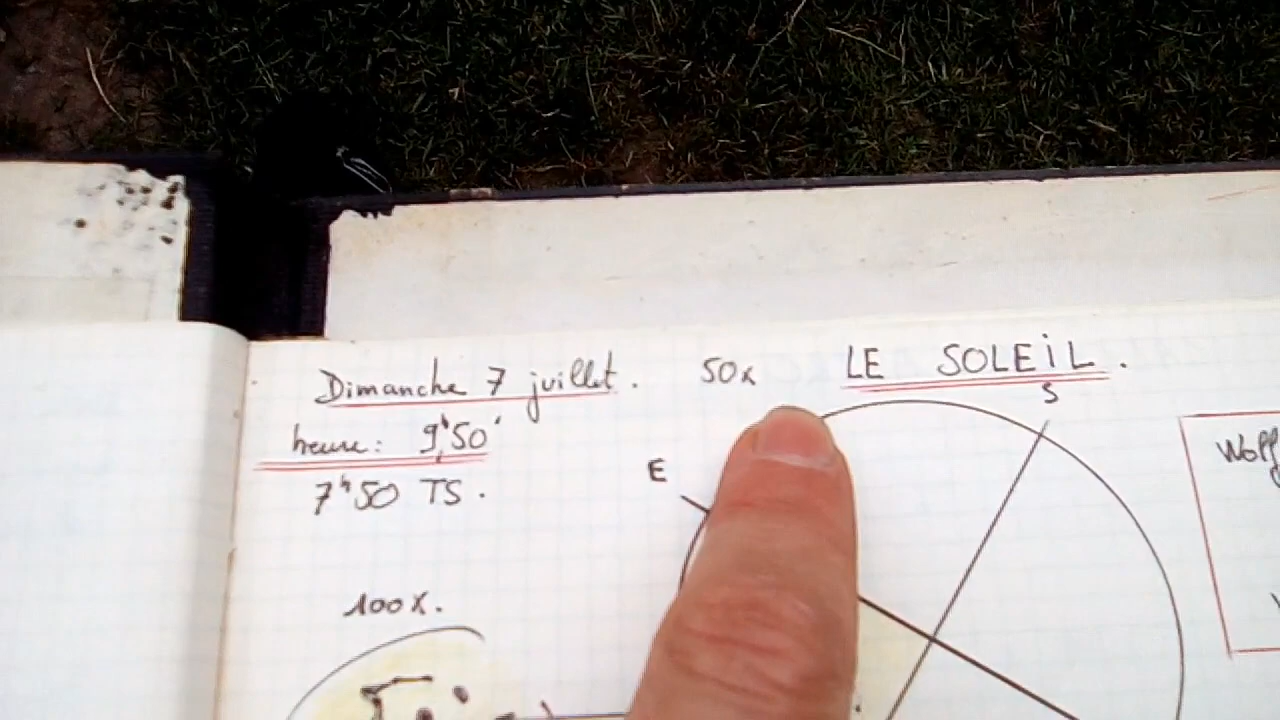 Dimanche 7 juillet. 50x LE SOLEIL.
heure: 9h50'
7h50 TS.
S
E
100X.